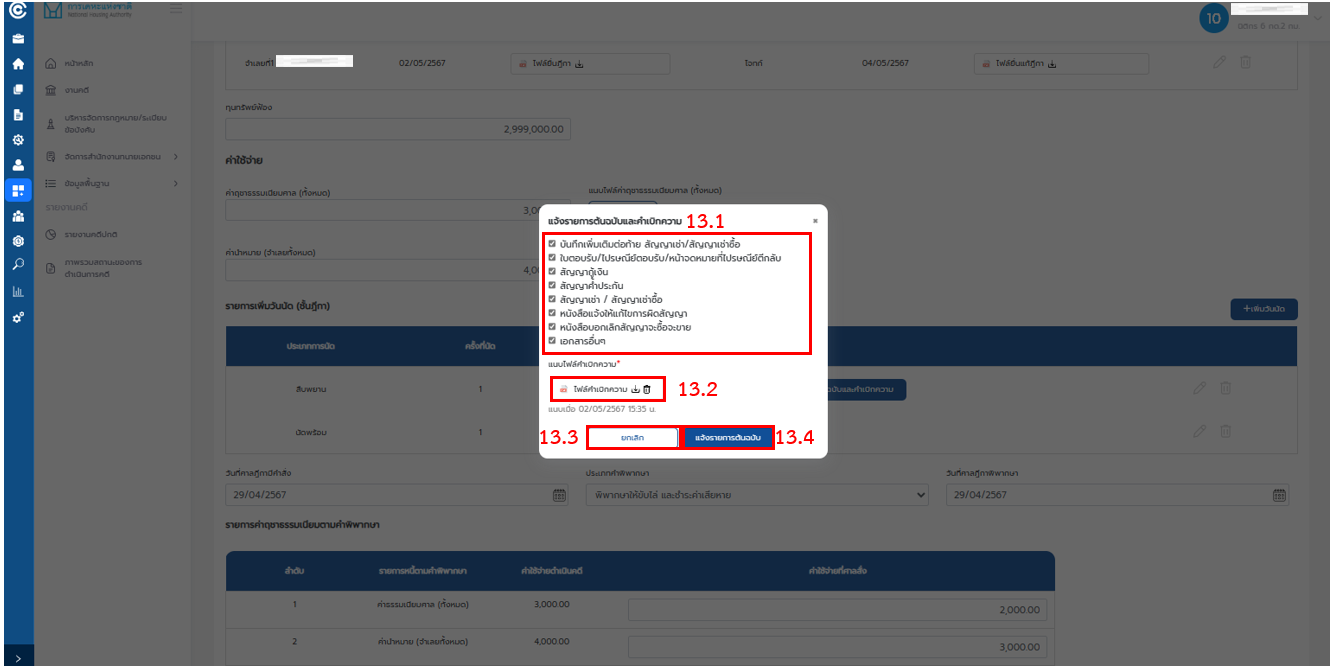 การเคหะแห่งชาติ
National Housing Authority
10
นิติกร 6 กด.2 กม.
หน้าหลัก
งานคดี
บริหารจัดการกฎหมาย/ระเบียบ
ข้อบังคับ
จัดการสำนักงานทนายเอกชน
ข้อมูลพื้นฐาน
รายงานคดี
รายงานคดีปกติ
ภาพรวมสถานะของการ
ดำเนินการคดี
จำเลยที่1
02/05/2567
ไฟล์ยื่นฎีกา
โจทก์
04/05/2567
ไฟล์ยื่นแก้ฎีกา
ทุนทรัพย์ฟ้อง
2,999,000.00
ค่าใช้จ่าย
ค่าฤชาธรรมเนียมศาล (ทั้งหมด)
แนบไฟล์ค่าฤชาธรรมเนียมศาล (ทั้งหมด)
3,0
ค่านำหมาย (จำเลยทั้งหมด)
4,0
แจ้งรายการต้นฉบับและคำเบิกความ 13.1
บันทึกเพิ่มเติมต่อท้าย สัญญาเช่า/สัญญาเช่าซื้อ
ใบตอบรับ/ไปรษณีย์ตอบรับ/หน้าจดหมายที่ไปรษณีย์ตีกลับ
สัญญากู้เงิน
สัญญาค้ำประกัน
สัญญาเช่า / สัญญาเช่าซื้อ
หนังสือแจ้งให้แก้ไขการผิดสัญญา
หนังสือบอกเลิกสัญญาจะซื้อจะขาย
เอกสารอื่นๆ
แนบไฟล์คำเบิกความ*
ไฟล์คำเบิกความ 13.2
แนบเมื่อ 02/05/2567 15:35 น.
13.3 ยกเลิก แจ้งรายการต้นฉบับ 13.4
รายการเพิ่มวันนัด (ชั้นฎีกา)
+เพิ่มวันนัด
ประเภทการนัด ครั้งที่นัด
สืบพยาน 1
ฉบับและคำเบิกความ
นัดพร้อม 1
วันที่ศาลฎีกามีคำสั่ง ประเภทคำพิพากษา วันที่ศาลฎีกาพิพากษา
29/04/2567 พิพากษาให้ขับไล่ และชำระค่าเสียหาย 29/04/2567
รายการค่าฤชาธรรมเนียมตามคำพิพากษา
ลำดับ รายการหนี้ตามคำพิพากษา ค่าใช้จ่ายดำเนินคดี ค่าใช้จ่ายที่ศาลสั่ง
1 ค่าธรรมเนียมศาล (ทั้งหมด) 3,000.00 2,000.00
2 ค่านำหมาย (จำเลยทั้งหมด) 4,000.00 3,000.00